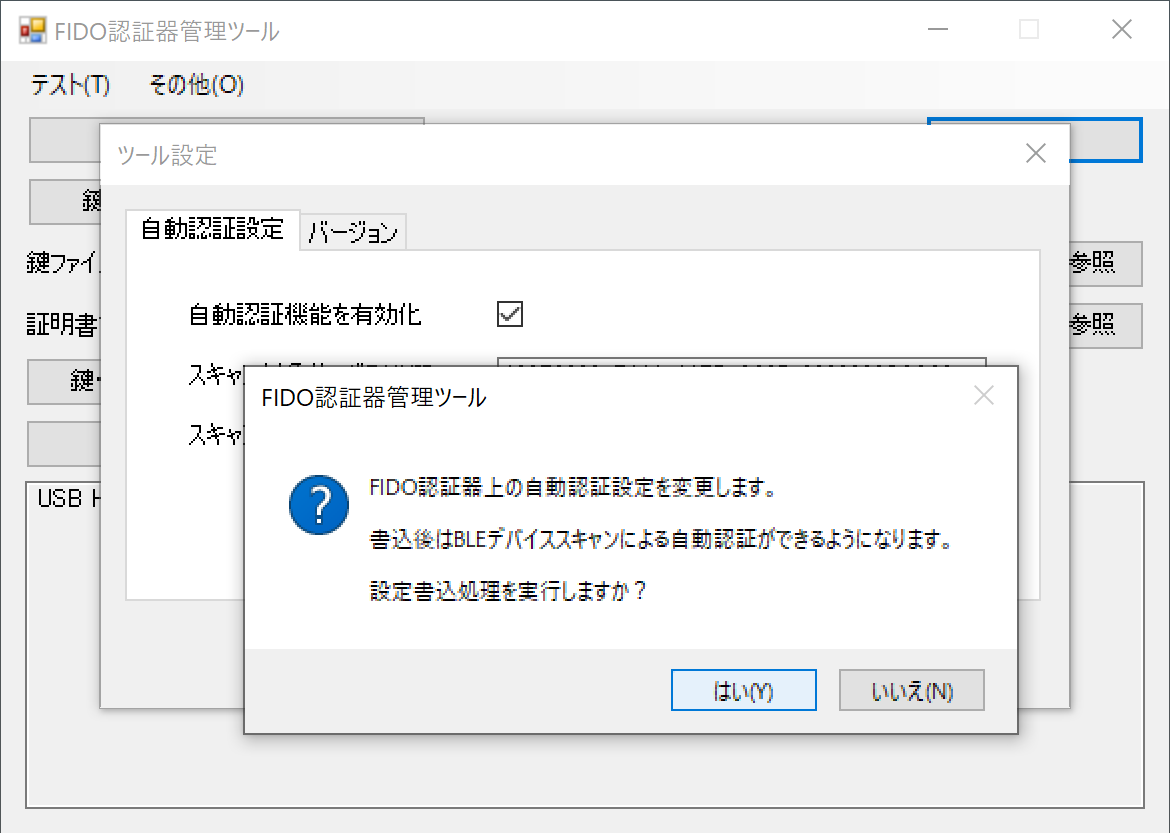 FIDO認証器管理ツール
テスト(T) その他(O)
ツール設定
自動認証設定 バージョン
鍵
鍵ファイ
参照
自動認証機能を有効化
証明書
参照
スキャ
鍵
スキャ
USB H
FIDO認証器管理ツール
FIDO認証器上の自動認証設定を変更します。
書込後はBLEデバイススキャンによる自動認証ができるようになります。
設定書込処理を実行しますか？
はい(Y) いいえ(N)